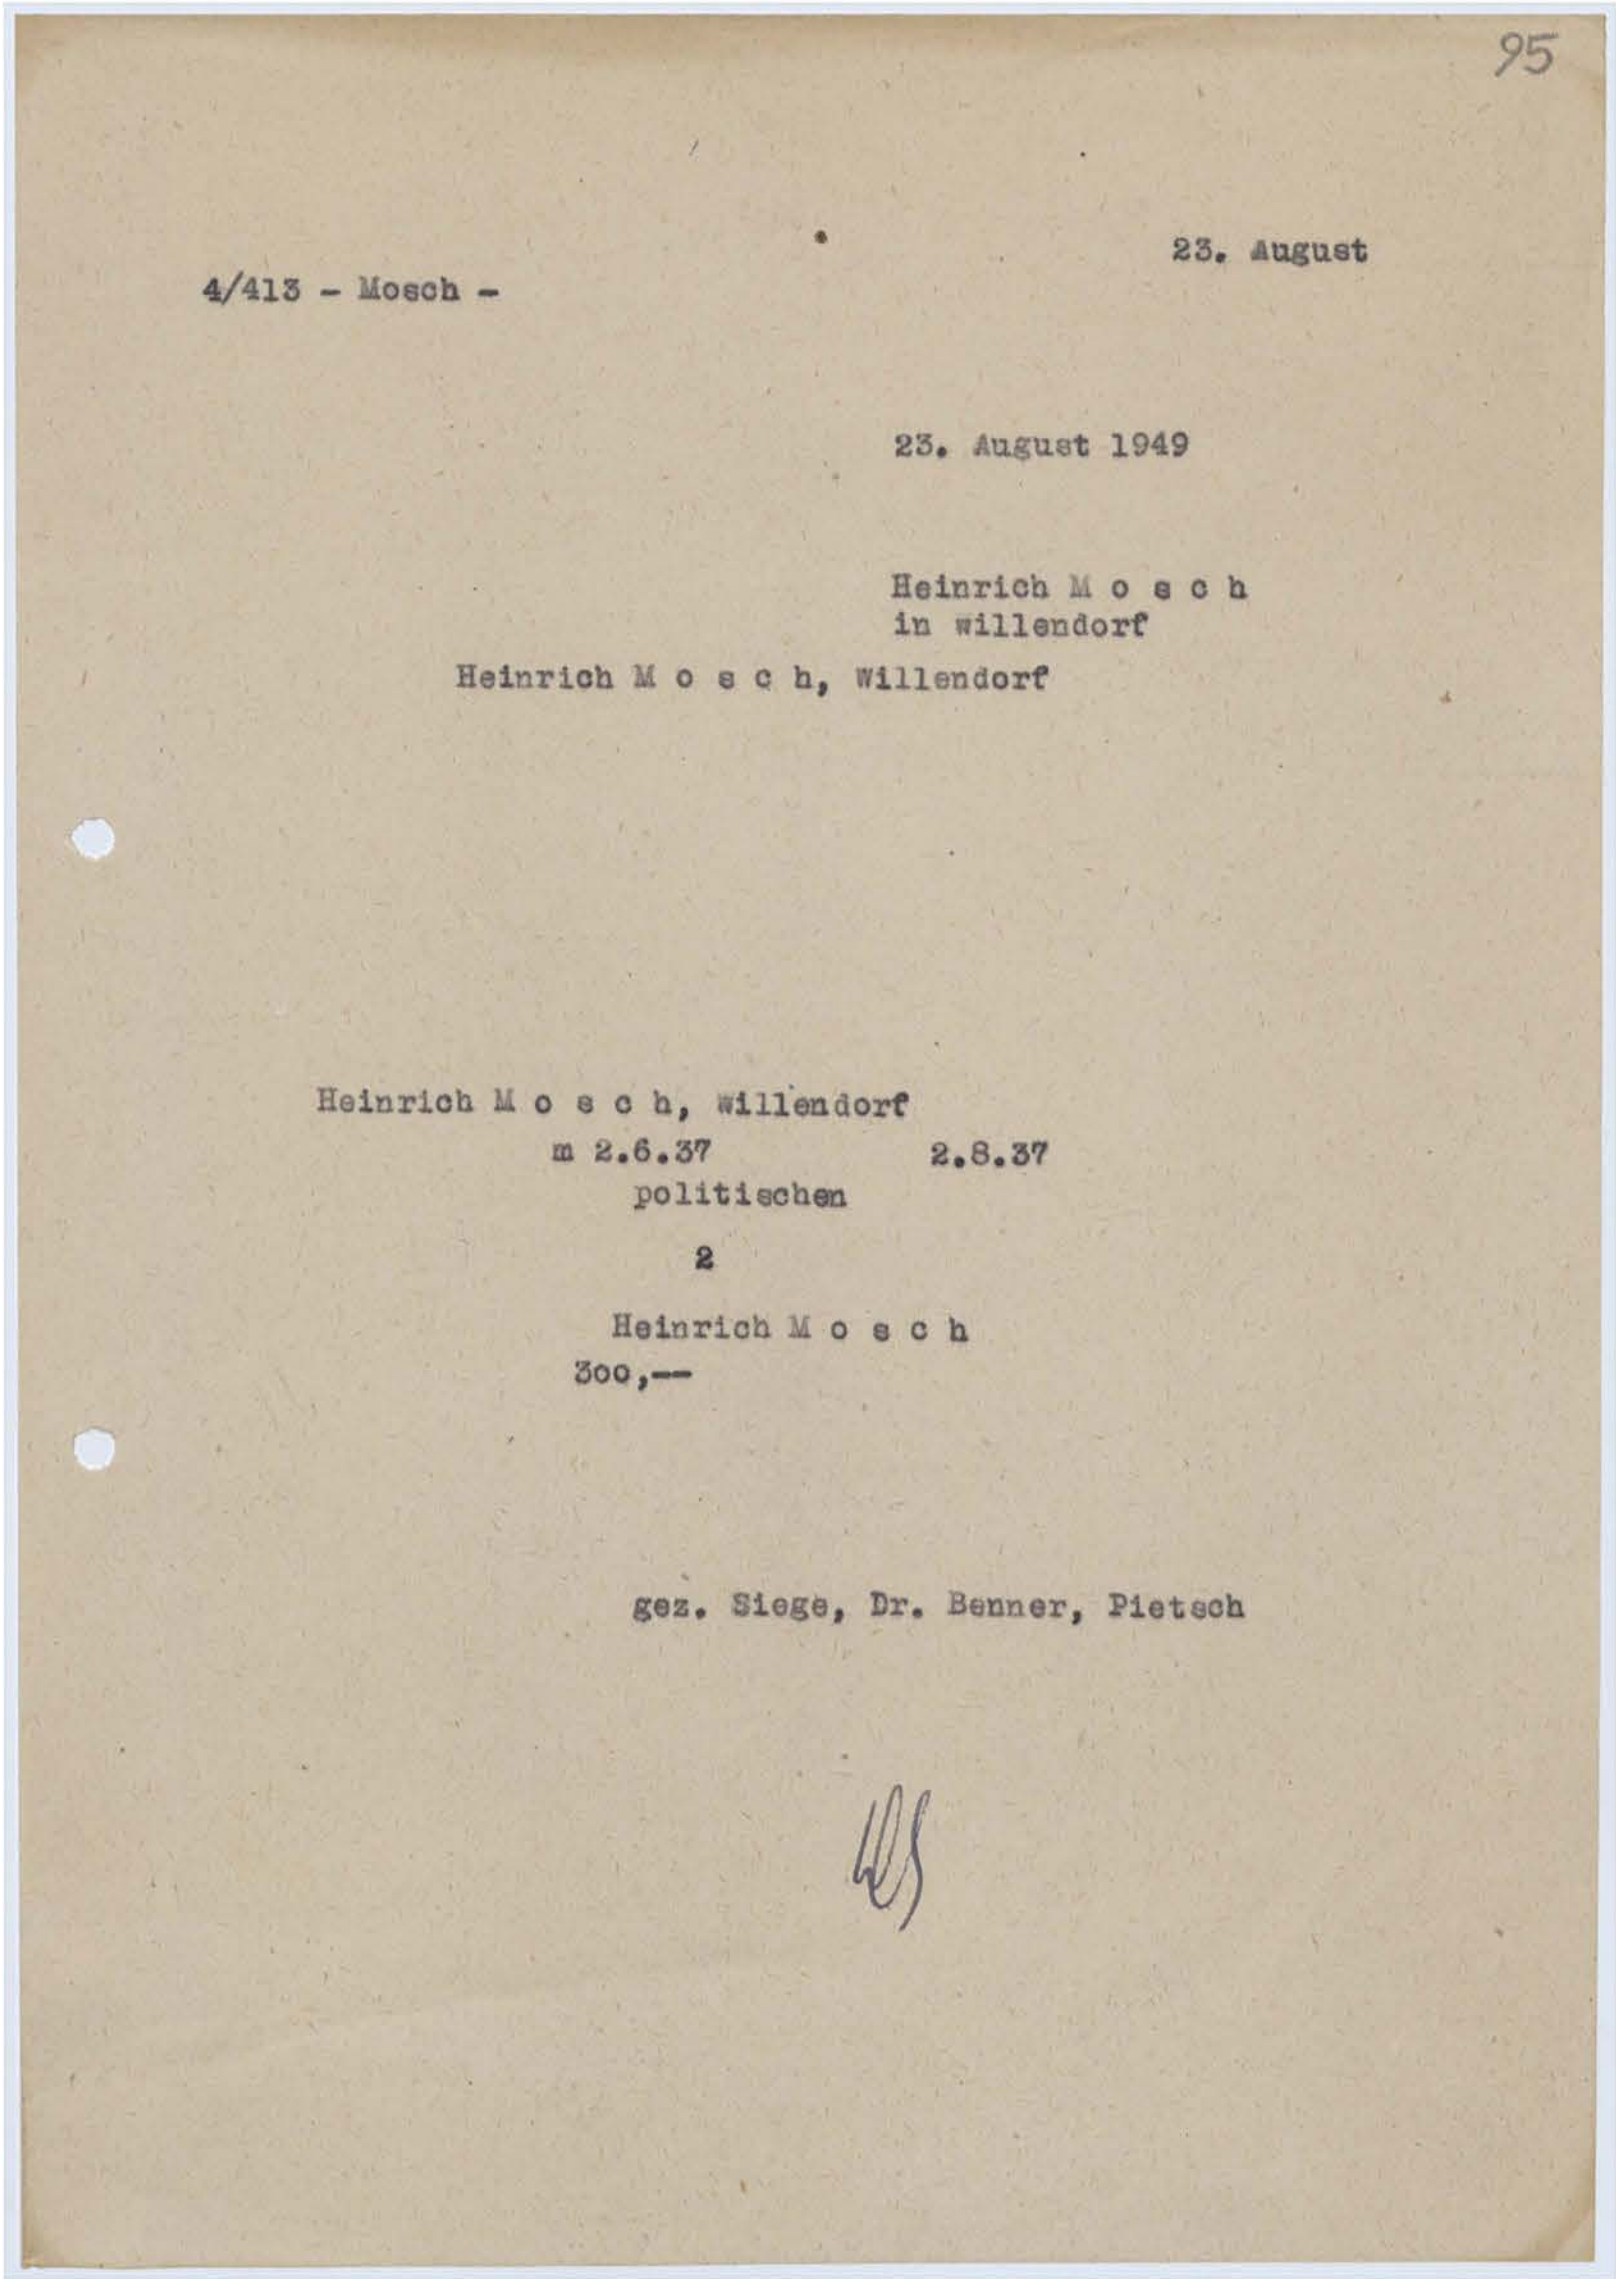 95
23. August
4/413 - Mosch -
23. August 1949
Heinrich M o s c h
in Willendorf
Heinrich M o s c h, Willendorf
Heinrich M o s c h, Willendorf
m 2.6.37 2.8.37
politischen
2
Heinrich M o s c h
300,--
gez. Siege, Dr. Benner, Pietsch